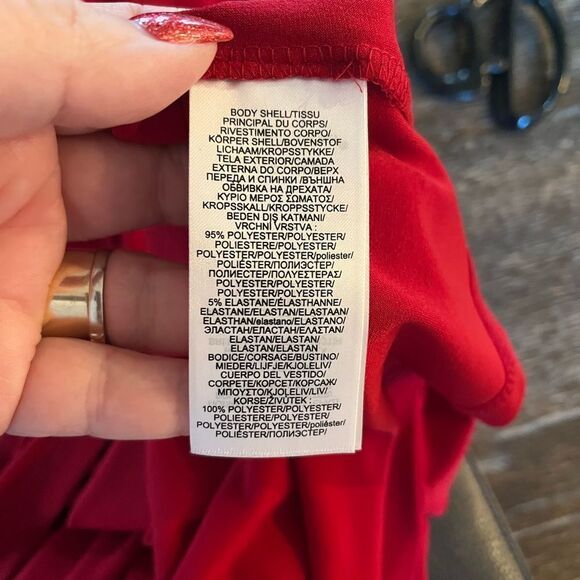 BODY SHELL/TISSU
PRINCIPAL DU CORPS/
RIVESTIMENTO CORPO/
KÖRPER SHELL/BOVENSTOF
LICHAAM/KROPSSTYKKE/
TELA EXTERIOR/CAMADA
EXTERNA DO CORPO/ВЕРХ
ПЕРЕДА И СПИНКИ /ВЪНШНА
ОБВИВКА НА ДРЕХАТА/
ΚΥΡΙΟ ΜΕΡΟΣ ΣΩΜΑΤΟΣ/
KROPSSKALL/KROPPSSTYCKE/
BEDEN DIŞ KATMANI/
VRCHNÍ VRSTVA :
95% POLYESTER/POLYESTER/
POLIESTERE/POLYESTER/
POLYESTER/POLYESTER/poliéster/
POLIÉSTER/ПОЛИЭСТЕР/
ПОЛИЕСТЕР/ΠΟΛΥΕΣΤΕΡΑΣ/
POLYESTER/POLYESTER/
POLYESTER/POLYESTER
5% ELASTANE/ÉLASTHANNE/
ELASTAN/ELASTAN/ELASTAAN/
ELASTHAN/elastano/ELASTANO/
ЭЛАСТАН/ЕЛАСТАН/ΕΛΑΣΤΑΝ/
ELASTAN/ELASTAN/
ELASTAN/ELASTAN
BODICE/CORSAGE/BUSTINO/
MIEDER/LIJFJE/KJOLELIV/
CUERPO DEL VESTIDO/
CORPETE/КОРСЕТ/КОРСАЖ/
ΜΠΟΥΣΤΟ/KJOLELIV/LIV/
KORSE/ŽIVŮTEK :
100% POLYESTER/POLYESTER/
POLIESTERE/POLYESTER/
POLYESTER/POLYESTER/poliéster/
POLIÉSTER/ПОЛИЭСТЕР/